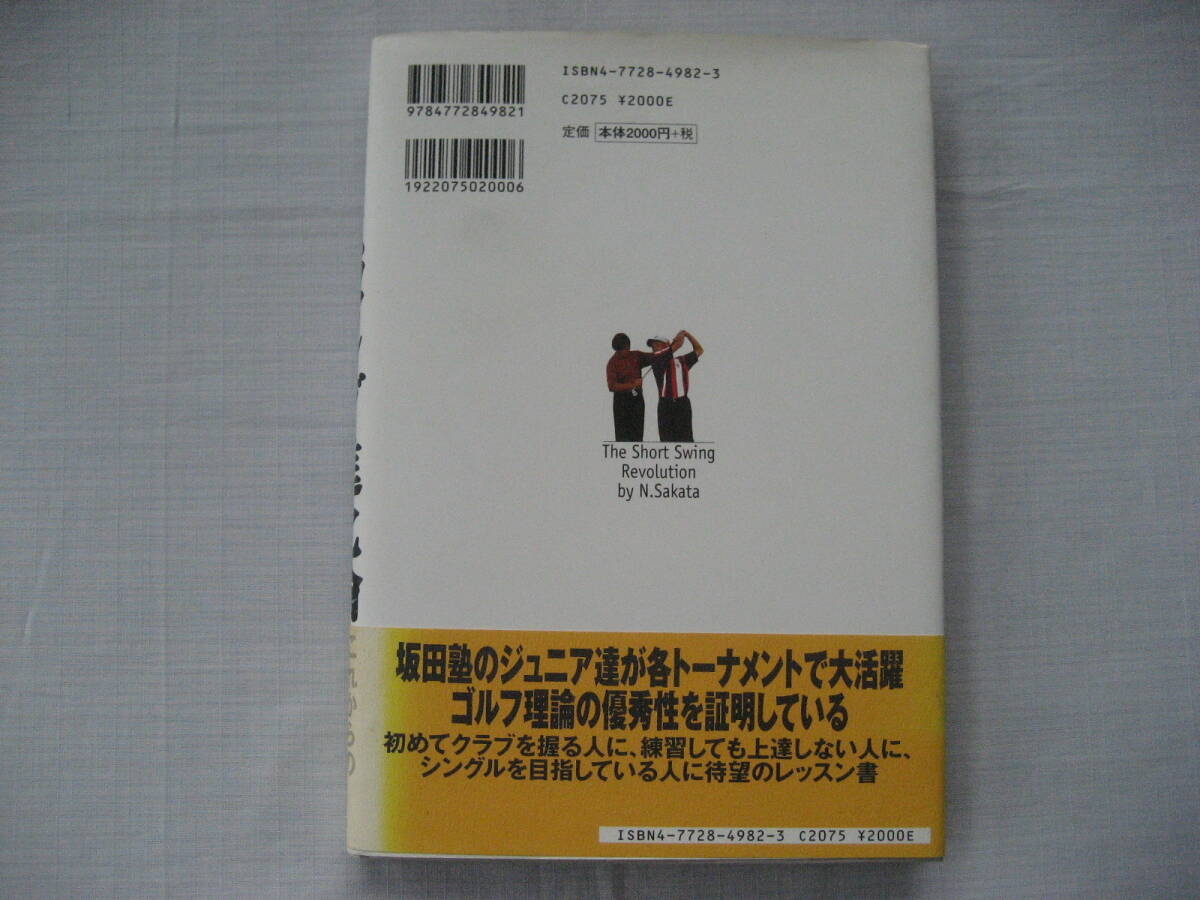 ISBN4-7728-4982-3
C2075 ¥2000E
定価 本体2000円+税
9784772849821
1922075020006
The Short Swing
Revolution
by N.Sakata
坂田塾のジュニア達が各トーナメントで大活躍
ゴルフ理論の優秀性を証明している
初めてクラブを握る人に、練習しても上達しない人に、
シングルを目指している人に待望のレッスン書
ISBN4-7728-4982-3 C2075 ¥2000E